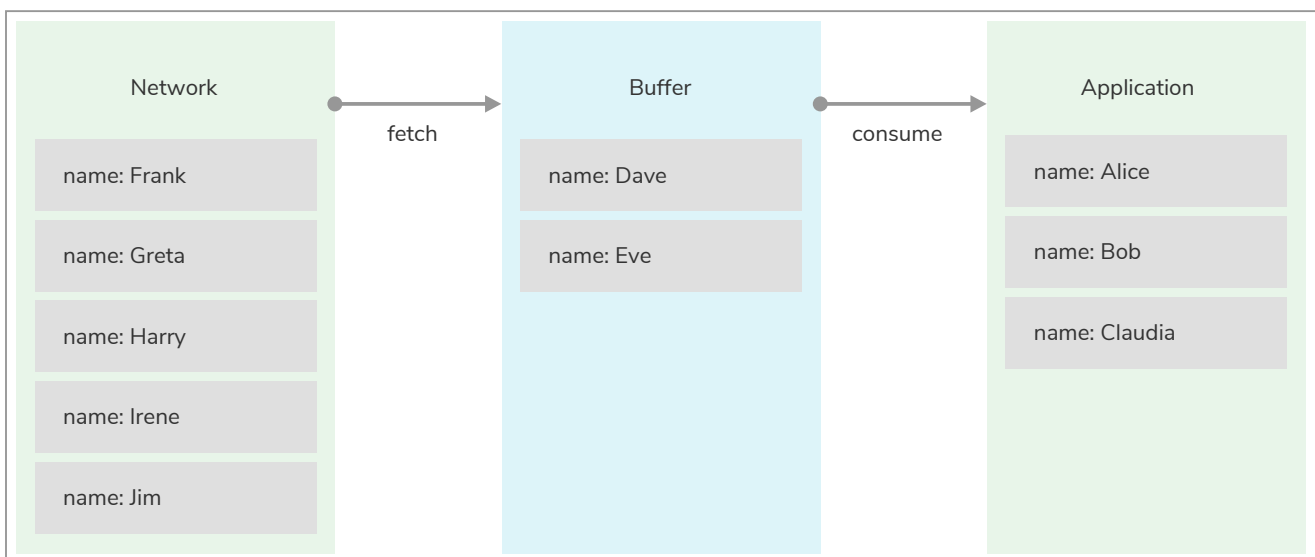 Network
name: Frank
name: Greta
name: Harry
name: Irene
name: Jim
fetch
Buffer
name: Dave
name: Eve
consume
Application
name: Alice
name: Bob
name: Claudia